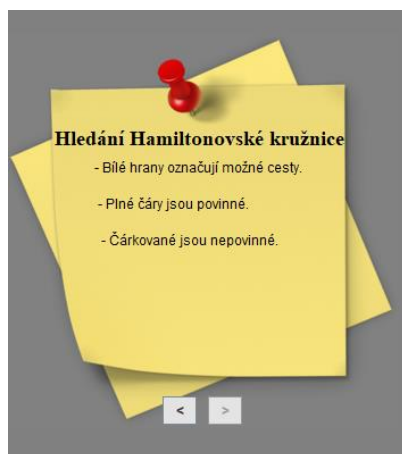 Hledání Hamiltonovské kružnice
- Bílé hrany označují možné cesty.
- Plné čáry jsou povinné.
- Čárkované jsou nepovinné.
< >